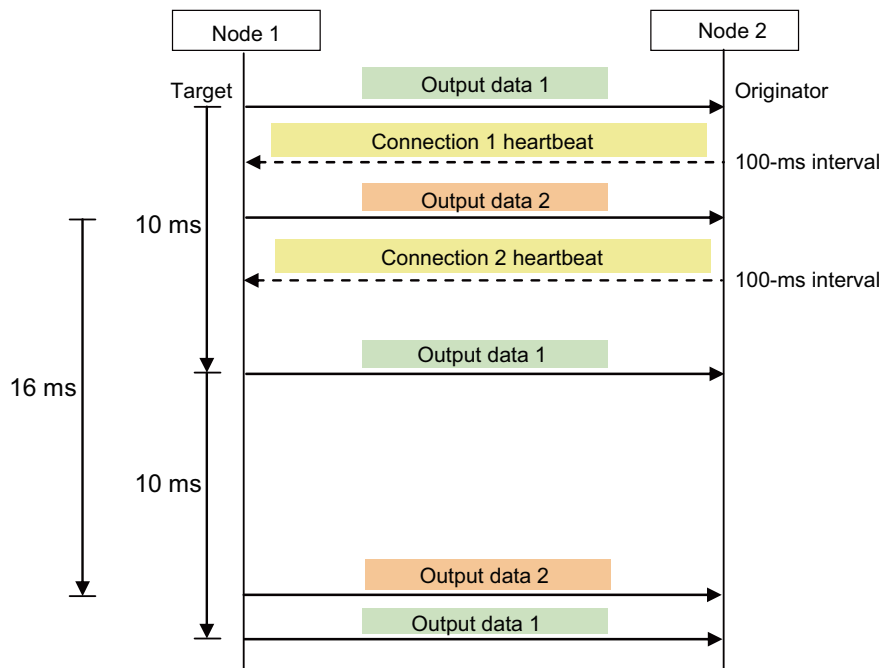 Node 1
Node 2
Target
Output data 1
Originator
Connection 1 heartbeat
100-ms interval
Output data 2
10 ms
Connection 2 heartbeat
100-ms interval
Output data 1
16 ms
10 ms
Output data 2
Output data 1